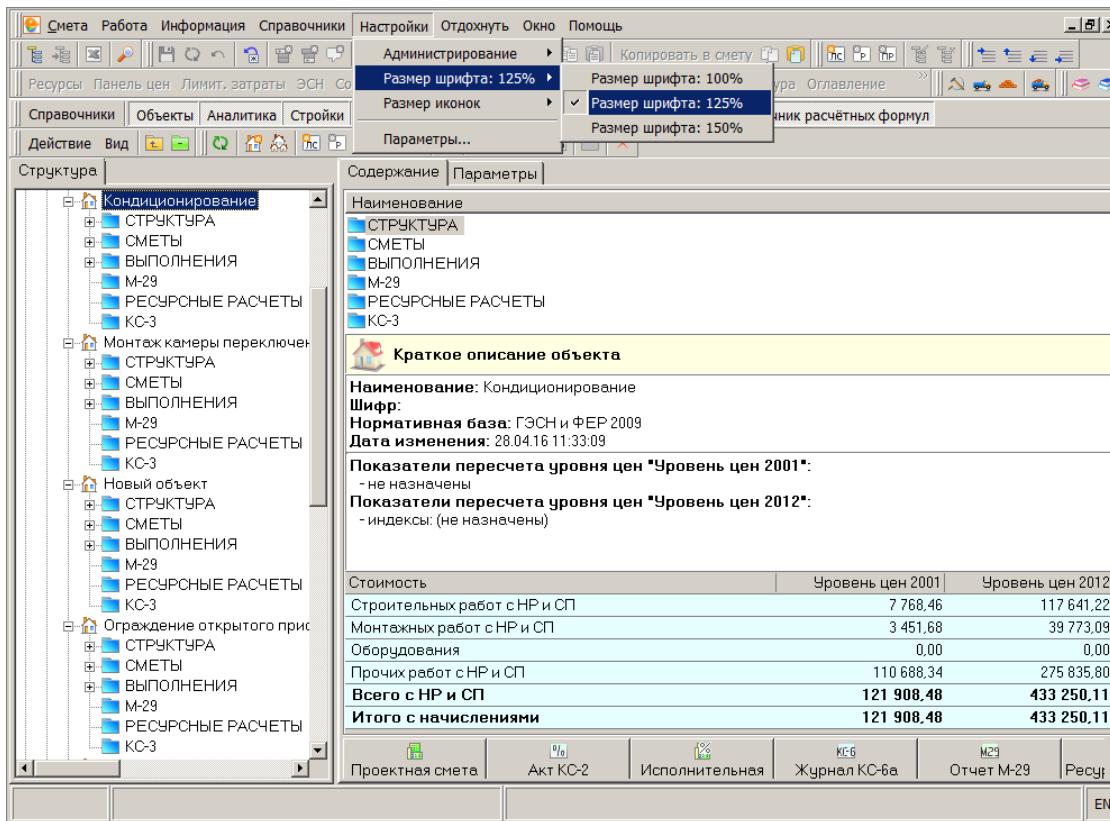 Смета Работа Информация Справочники Настройки Отдохнуть Окно Помощь
Администрирование Копировать в смету
Ресурсы Панель цен Лимит. затраты ЭСН Размер шрифта: 125% Размер шрифта: 100% Оглавление
Справочники Объекты Аналитика Стройки Размер иконок Размер шрифта: 125% расчётных формул
Размер шрифта: 150%
Действие Вид Параметры...
Структура
Содержание Параметры
Кондиционирование
СТРУКТУРА
СМЕТЫ
ВЫПОЛНЕНИЯ
М-29
РЕСУРСНЫЕ РАСЧЕТЫ
КС-3
Монтаж камеры переключен
СТРУКТУРА
СМЕТЫ
ВЫПОЛНЕНИЯ
М-29
РЕСУРСНЫЕ РАСЧЕТЫ
КС-3
Новый объект
СТРУКТУРА
СМЕТЫ
ВЫПОЛНЕНИЯ
М-29
РЕСУРСНЫЕ РАСЧЕТЫ
КС-3
Ограждение открытого прис
СТРУКТУРА
СМЕТЫ
ВЫПОЛНЕНИЯ
М-29
РЕСУРСНЫЕ РАСЧЕТЫ
КС-3
Наименование
СТРУКТУРА
СМЕТЫ
ВЫПОЛНЕНИЯ
М-29
РЕСУРСНЫЕ РАСЧЕТЫ
КС-3
Краткое описание объекта
Наименование: Кондиционирование
Шифр:
Нормативная база: ГЭСН и ФЕР 2009
Дата изменения: 28.04.16 11:33:09
Показатели пересчета уровня цен "Уровень цен 2001":
- не назначены
Показатели пересчета уровня цен "Уровень цен 2012":
- индексы: (не назначены)
Стоимость Уровень цен 2001 Уровень цен 2012
Строительных работ с НР и СП 7 768,46 117 641,22
Монтажных работ с НР и СП 3 451,68 39 773,09
Оборудования 0,00 0,00
Прочих работ с НР и СП 110 688,34 275 835,80
Всего с НР и СП 121 908,48 433 250,11
Итого с начислениями 121 908,48 433 250,11
Проектная смета Акт КС-2 Исполнительная Журнал КС-6а Отчет М-29
EN